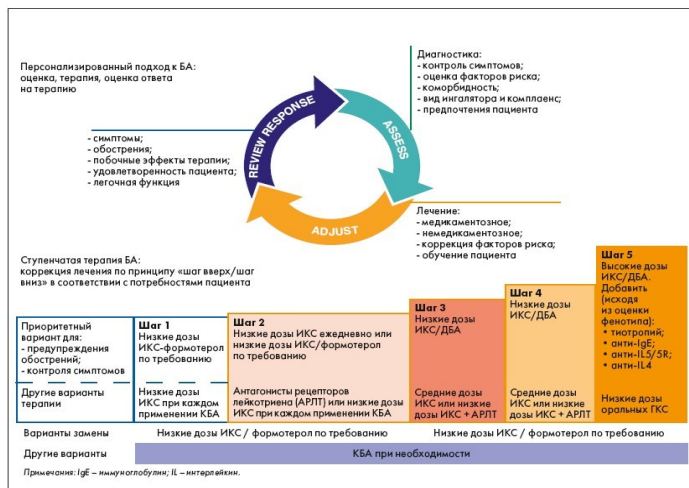 Персонализированный подход к БА:
оценка, терапия, оценка ответа
на терапию
Диагностика:
- контроль симптомов;
- оценка факторов риска;
- коморбидность;
- вид ингалятора и комплаенс;
- предпочтения пациента
REVIEW RESPONSE
ASSESS
ADJUST
- симптомы;
- обострения;
- побочные эффекты терапии;
- удовлетворенность пациента;
- легочная функция
Лечение:
- медикаментозное;
- немедикаментозное;
- коррекция факторов риска;
- обучение пациента
Ступенчатая терапия БА:
коррекция лечения по принципу «шаг вверх/шаг
вниз» в соответствии с потребностями пациента
Приоритетный
вариант для:
- предупреждения
обострений;
- контроля симптомов
Шаг 1
Низкие дозы
ИКС-формотерол
по требованию
Шаг 2
Низкие дозы ИКС ежедневно или
низкие дозы ИКС/формотерол
по требованию
Шаг 3
Низкие дозы
ИКС/ДБА
Шаг 4
Низкие дозы
ИКС/ДБА
Шаг 5
Высокие дозы
ИКС/ДБА.
Добавить
(исходя
из оценки
фенотипа):
• тиотропий;
• анти-IgE;
• анти-IL5/5R;
• анти-IL4
Другие варианты
терапии
Низкие дозы
ИКС при каждом
применении КБА
Антагонисты рецепторов
лейкотриена (АРЛТ) или низкие дозы
ИКС при каждом применении КБА
Средние дозы
ИКС или низкие
дозы ИКС + АРЛТ
Средние дозы
ИКС или низкие
дозы ИКС + АРЛТ
Низкие дозы
оральных ГКС
Варианты замены
Низкие дозы ИКС / формотерол по требованию
Низкие дозы ИКС / формотерол по требованию
Другие варианты
КБА при необходимости
Примечания: IgE – иммуноглобулин; IL – интерлейкин.